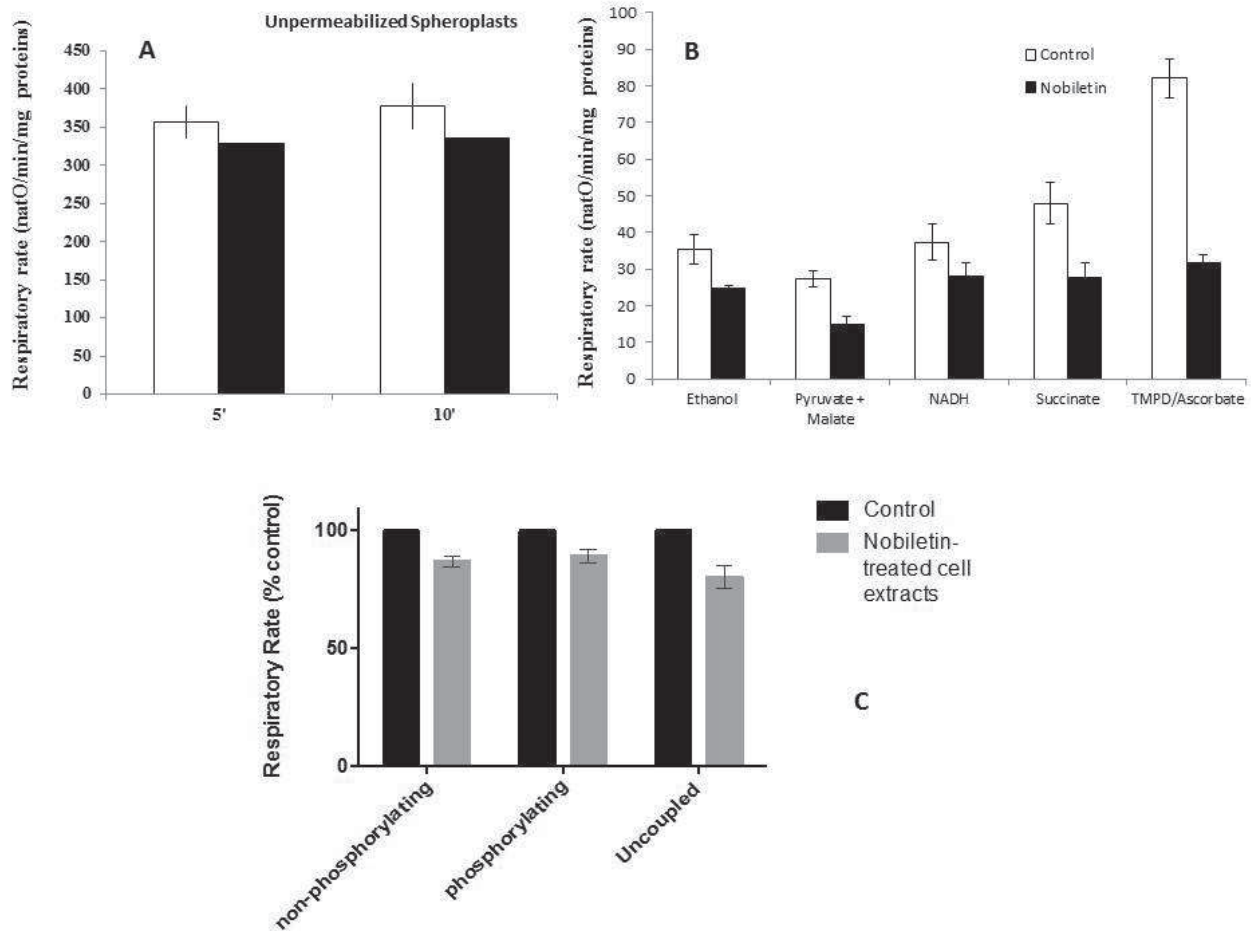 Unpermeabilized Spheroplasts
A
Respiratory rate (natO/min/mg proteins)
450
400
350
300
250
200
150
100
50
0
5'
10'
B
Control
Nobiletin
Respiratory rate (natO/min/mg proteins)
100
90
80
70
60
50
40
30
20
10
0
Ethanol
Pyruvate +
Malate
NADH
Succinate
TMPD/Ascorbate
Respiratory Rate (% control)
100
50
0
non-phosphorylating
phosphorylating
Uncoupled
Control
Nobiletin-
treated cell
extracts
C